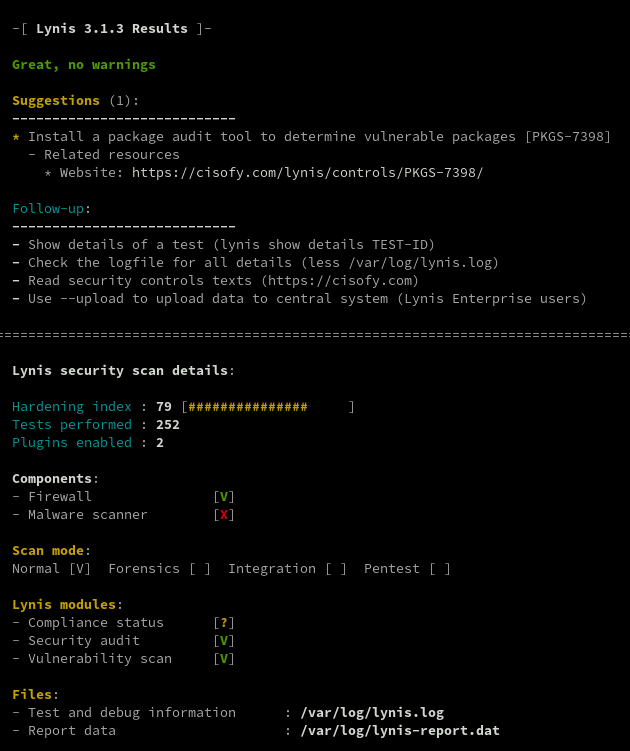 -[ Lynis 3.1.3 Results ]-
Great, no warnings
Suggestions (1):
----------------------------
* Install a package audit tool to determine vulnerable packages [PKGS-7398]
- Related resources
* Website: https://cisofy.com/lynis/controls/PKGS-7398/
Follow-up:
----------------------------
- Show details of a test (lynis show details TEST-ID)
- Check the logfile for all details (less /var/log/lynis.log)
- Read security controls texts (https://cisofy.com)
- Use --upload to upload data to central system (Lynis Enterprise users)
================================================================================
Lynis security scan details:
Hardening index : 79 [###############     ]
Tests performed : 252
Plugins enabled : 2
Components:
- Firewall               [V]
- Malware scanner        [X]
Scan mode:
Normal [V]  Forensics [ ]  Integration [ ]  Pentest [ ]
Lynis modules:
- Compliance status      [?]
- Security audit         [V]
- Vulnerability scan     [V]
Files:
- Test and debug information      : /var/log/lynis.log
- Report data                     : /var/log/lynis-report.dat